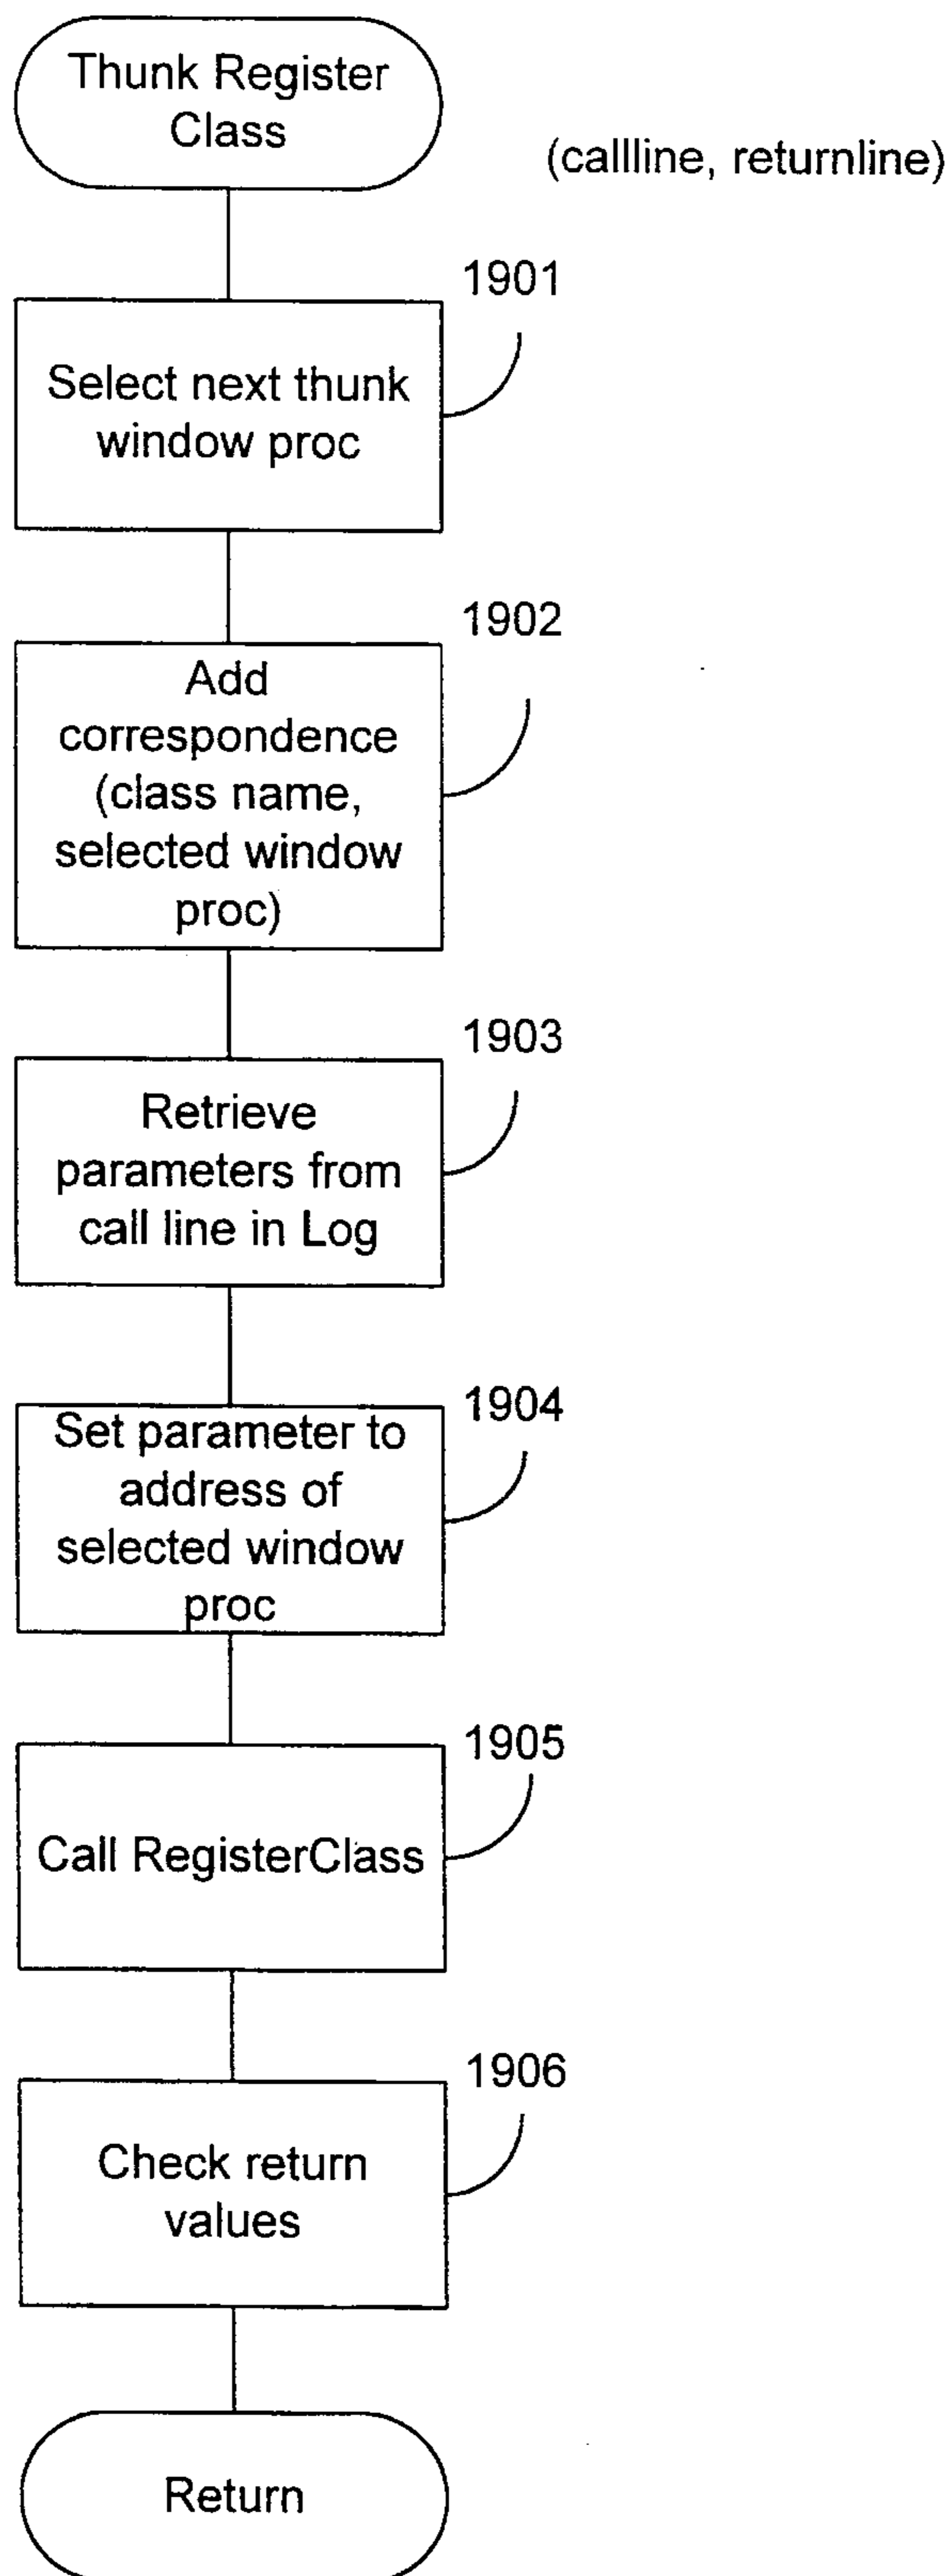 Thunk Register
Class
(callline, returnline)
1901
Select next thunk
window proc
1902
Add
correspondence
(class name,
selected window
proc)
1903
Retrieve
parameters from
call line in Log
1904
Set parameter to
address of
selected window
proc
1905
Call RegisterClass
1906
Check return
values
Return